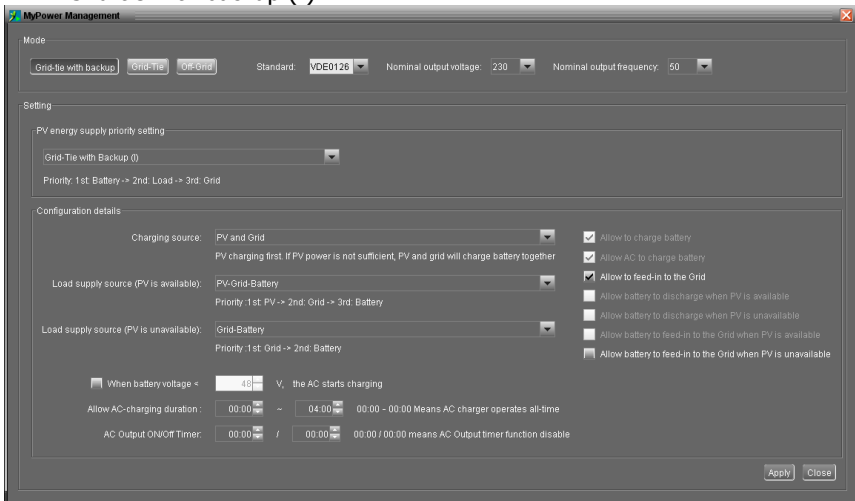 MyPower Management
Mode
Grid-tie with backup Grid-Tie Off-Grid Standard: VDE0126 Nominal output voltage: 230 Nominal output frequency: 50
Setting
PV energy supply priority setting
Grid-Tie with Backup (I)
Priority: 1st: Battery-> 2nd: Load -> 3rd: Grid
Configuration details
Charging source: PV and Grid
PV charging first. If PV power is not sufficient, PV and grid will charge battery together
Load supply source (PV is available): PV-Grid-Battery
Priority :1st: PV -> 2nd: Grid -> 3rd: Battery
Load supply source (PV is unavailable): Grid-Battery
Priority :1st: Grid -> 2nd: Battery
Allow to charge battery
Allow AC to charge battery
Allow to feed-in to the Grid
Allow battery to discharge when PV is available
Allow battery to discharge when PV is unavailable
Allow battery to feed-in to the Grid when PV is available
Allow battery to feed-in to the Grid when PV is unavailable
When battery voltage < 48 V, the AC starts charging
Allow AC-charging duration : 00:00 ~ 04:00 00:00 – 00:00 Means AC charger operates all-time
AC Output ON/Off Timer: 00:00 / 00:00 00:00 / 00:00 means AC Output timer function disable
Apply Close